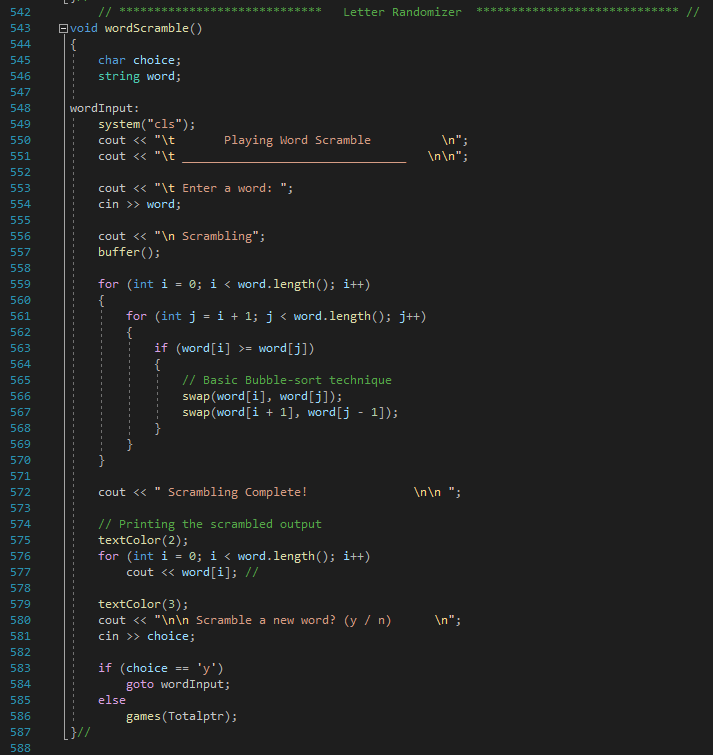 542 // ***************************** Letter Randomizer ***************************** //
543 void wordScramble()
544 {
545 char choice;
546 string word;
547
548 wordInput:
549 system("cls");
550 cout << "\t Playing Word Scramble \n";
551 cout << "\t ________________________________ \n\n";
552
553 cout << "\t Enter a word: ";
554 cin >> word;
555
556 cout << "\n Scrambling";
557 buffer();
558
559 for (int i = 0; i < word.length(); i++)
560 {
561 for (int j = i + 1; j < word.length(); j++)
562 {
563 if (word[i] >= word[j])
564 {
565 // Basic Bubble-sort technique
566 swap(word[i], word[j]);
567 swap(word[i + 1], word[j - 1]);
568 }
569 }
570 }
571
572 cout << " Scrambling Complete! \n\n ";
573
574 // Printing the scrambled output
575 textColor(2);
576 for (int i = 0; i < word.length(); i++)
577 cout << word[i]; //
578
579 textColor(3);
580 cout << "\n\n Scramble a new word? (y / n) \n";
581 cin >> choice;
582
583 if (choice == 'y')
584 goto wordInput;
585 else
586 games(Totalptr);
587 }//
588